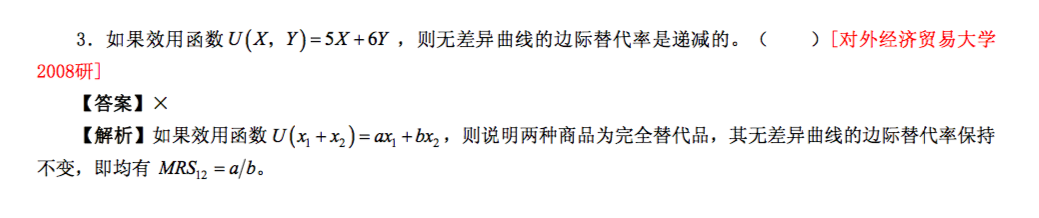 3．如果效用函数U(X，Y)=5X+6Y，则无差异曲线的边际替代率是递减的。（　　）[对外经济贸易大学
2008研]
【答案】×
【解析】如果效用函数U(x₁+x₂)=ax₁+bx₂，则说明两种商品为完全替代品，其无差异曲线的边际替代率保持
不变，即均有 MRS₁₂=a/b。